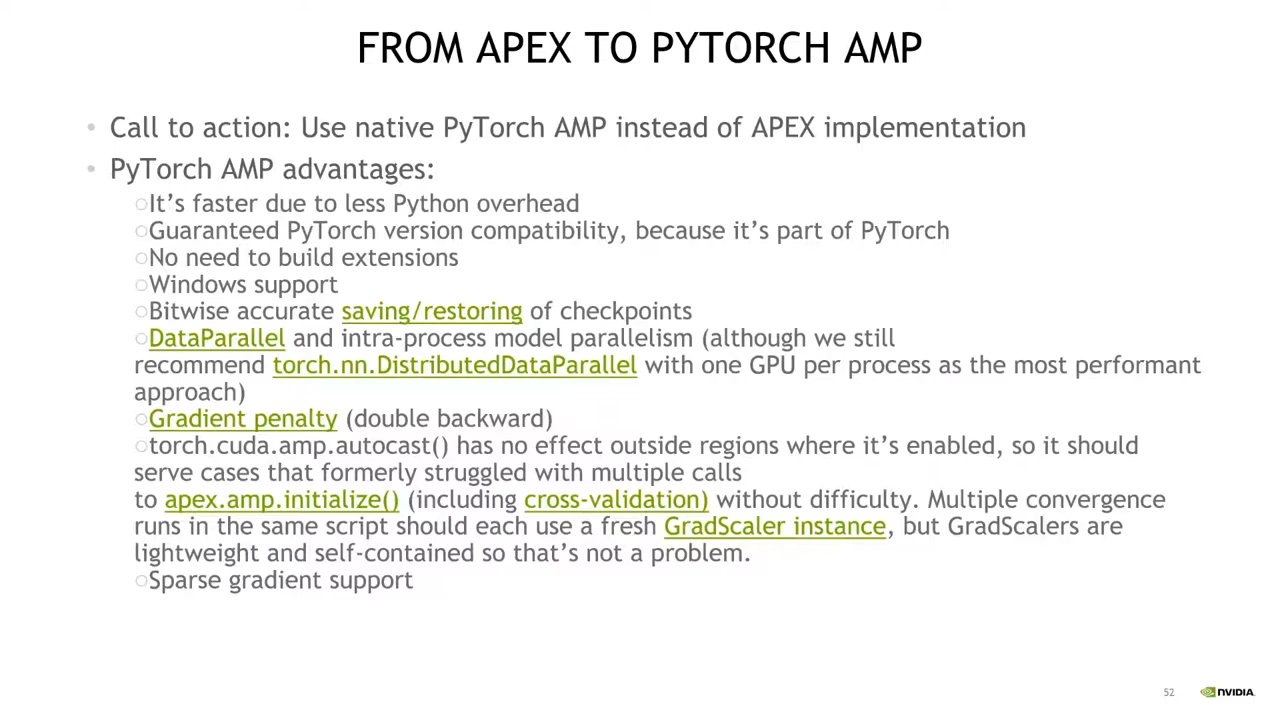 FROM APEX TO PYTORCH AMP
• Call to action: Use native PyTorch AMP instead of APEX implementation
• PyTorch AMP advantages:
○It’s faster due to less Python overhead
○Guaranteed PyTorch version compatibility, because it’s part of PyTorch
○No need to build extensions
○Windows support
○Bitwise accurate saving/restoring of checkpoints
○DataParallel and intra-process model parallelism (although we still
recommend torch.nn.DistributedDataParallel with one GPU per process as the most performant
approach)
○Gradient penalty (double backward)
○torch.cuda.amp.autocast() has no effect outside regions where it’s enabled, so it should
serve cases that formerly struggled with multiple calls
to apex.amp.initialize() (including cross-validation) without difficulty. Multiple convergence
runs in the same script should each use a fresh GradScaler instance, but GradScalers are
lightweight and self-contained so that’s not a problem.
○Sparse gradient support
52 NVIDIA.